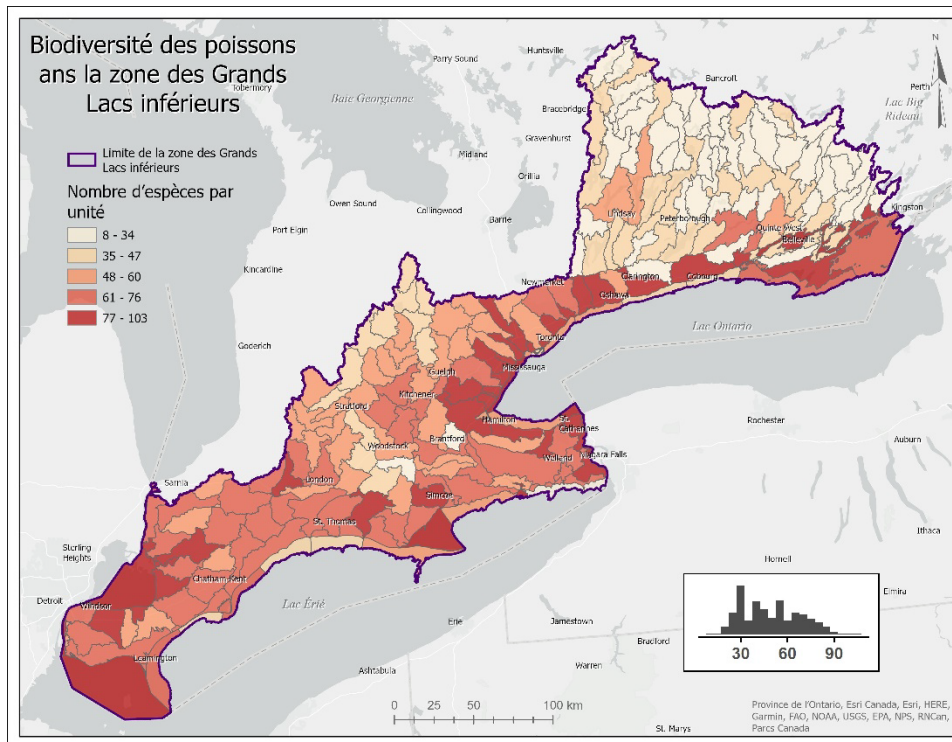 Biodiversité des poissons
ans la zone des Grands
Lacs inférieurs
Limite de la zone des Grands
Lacs inférieurs
Nombre d'espèces par
unité
8 - 34
35 - 47
48 - 60
61 - 76
77 - 103
N
Huntsville
Parry Sound
Tobermory
Baie Georgienne
Bancroft
Perth
Lac Big
Rideau
Bracebridge
Gravenhurst
Midland
Orillia
Owen Sound
Collingwood
Barrie
Lindsay
Peterborough
Kingston
Quinte West
Belleville
Port Elgin
Kincardine
Newmarket
Clarington
Cobourg
Oshawa
Goderich
Toronto
Lac Ontario
Mississauga
Guelph
Kitchener
Stratford
Hamilton
St.
Catharines
Rochester
Auburn
Woodstock
Brantford
Welland
Niagara Falls
Sarnia
London
Simcoe
St. Thomas
Ithaca
Sterling
Heights
Chatham-Kent
Hornell
Elmira
Detroit
Windsor
Lac Érié
Leamington
Erie
Jamestown
Bradford
Ashtabula
Warren
30 60 90
0 25 50 100 km
St. Marys
Province de l'Ontario, Esri Canada, Esri, HERE,
Garmin, FAO, NOAA, USGS, EPA, NPS, RNCan,
Parcs Canada